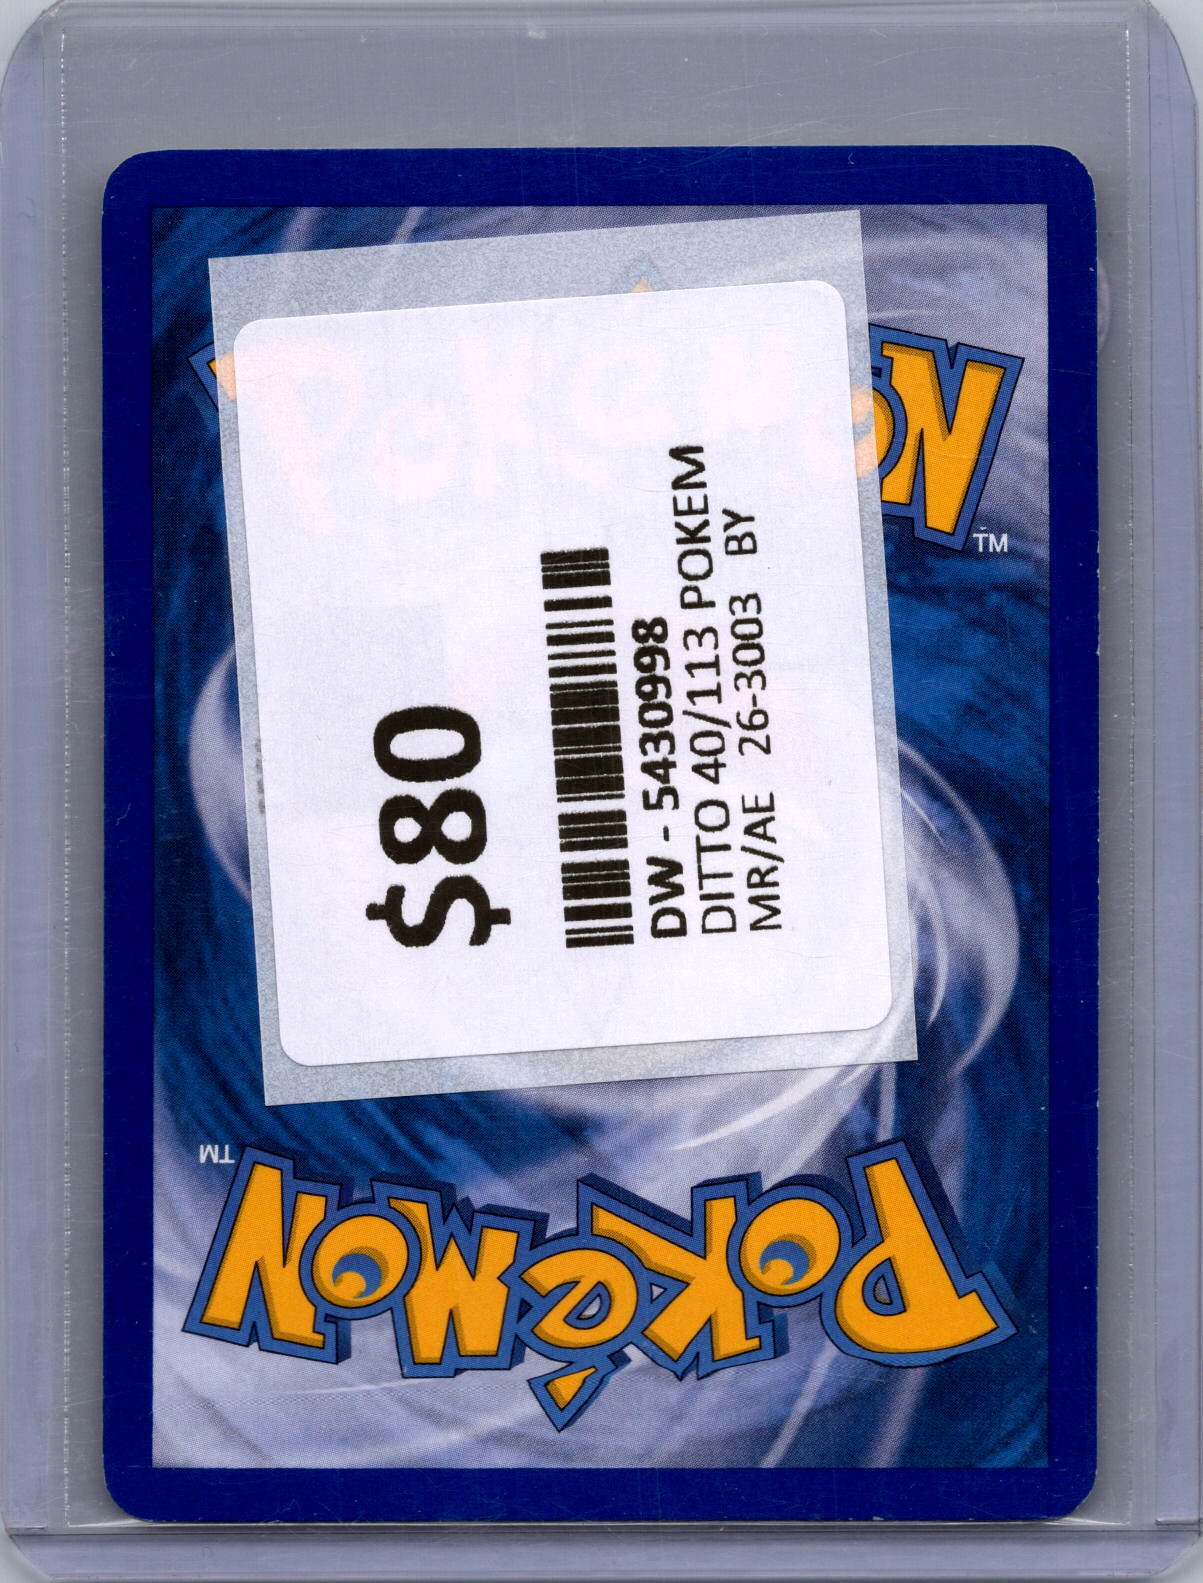 POKéMON
TM
$80
DW - 5430998
DITTO 40/113 POKEM
MR/AE 26-3003 BY
POKéMON
TM